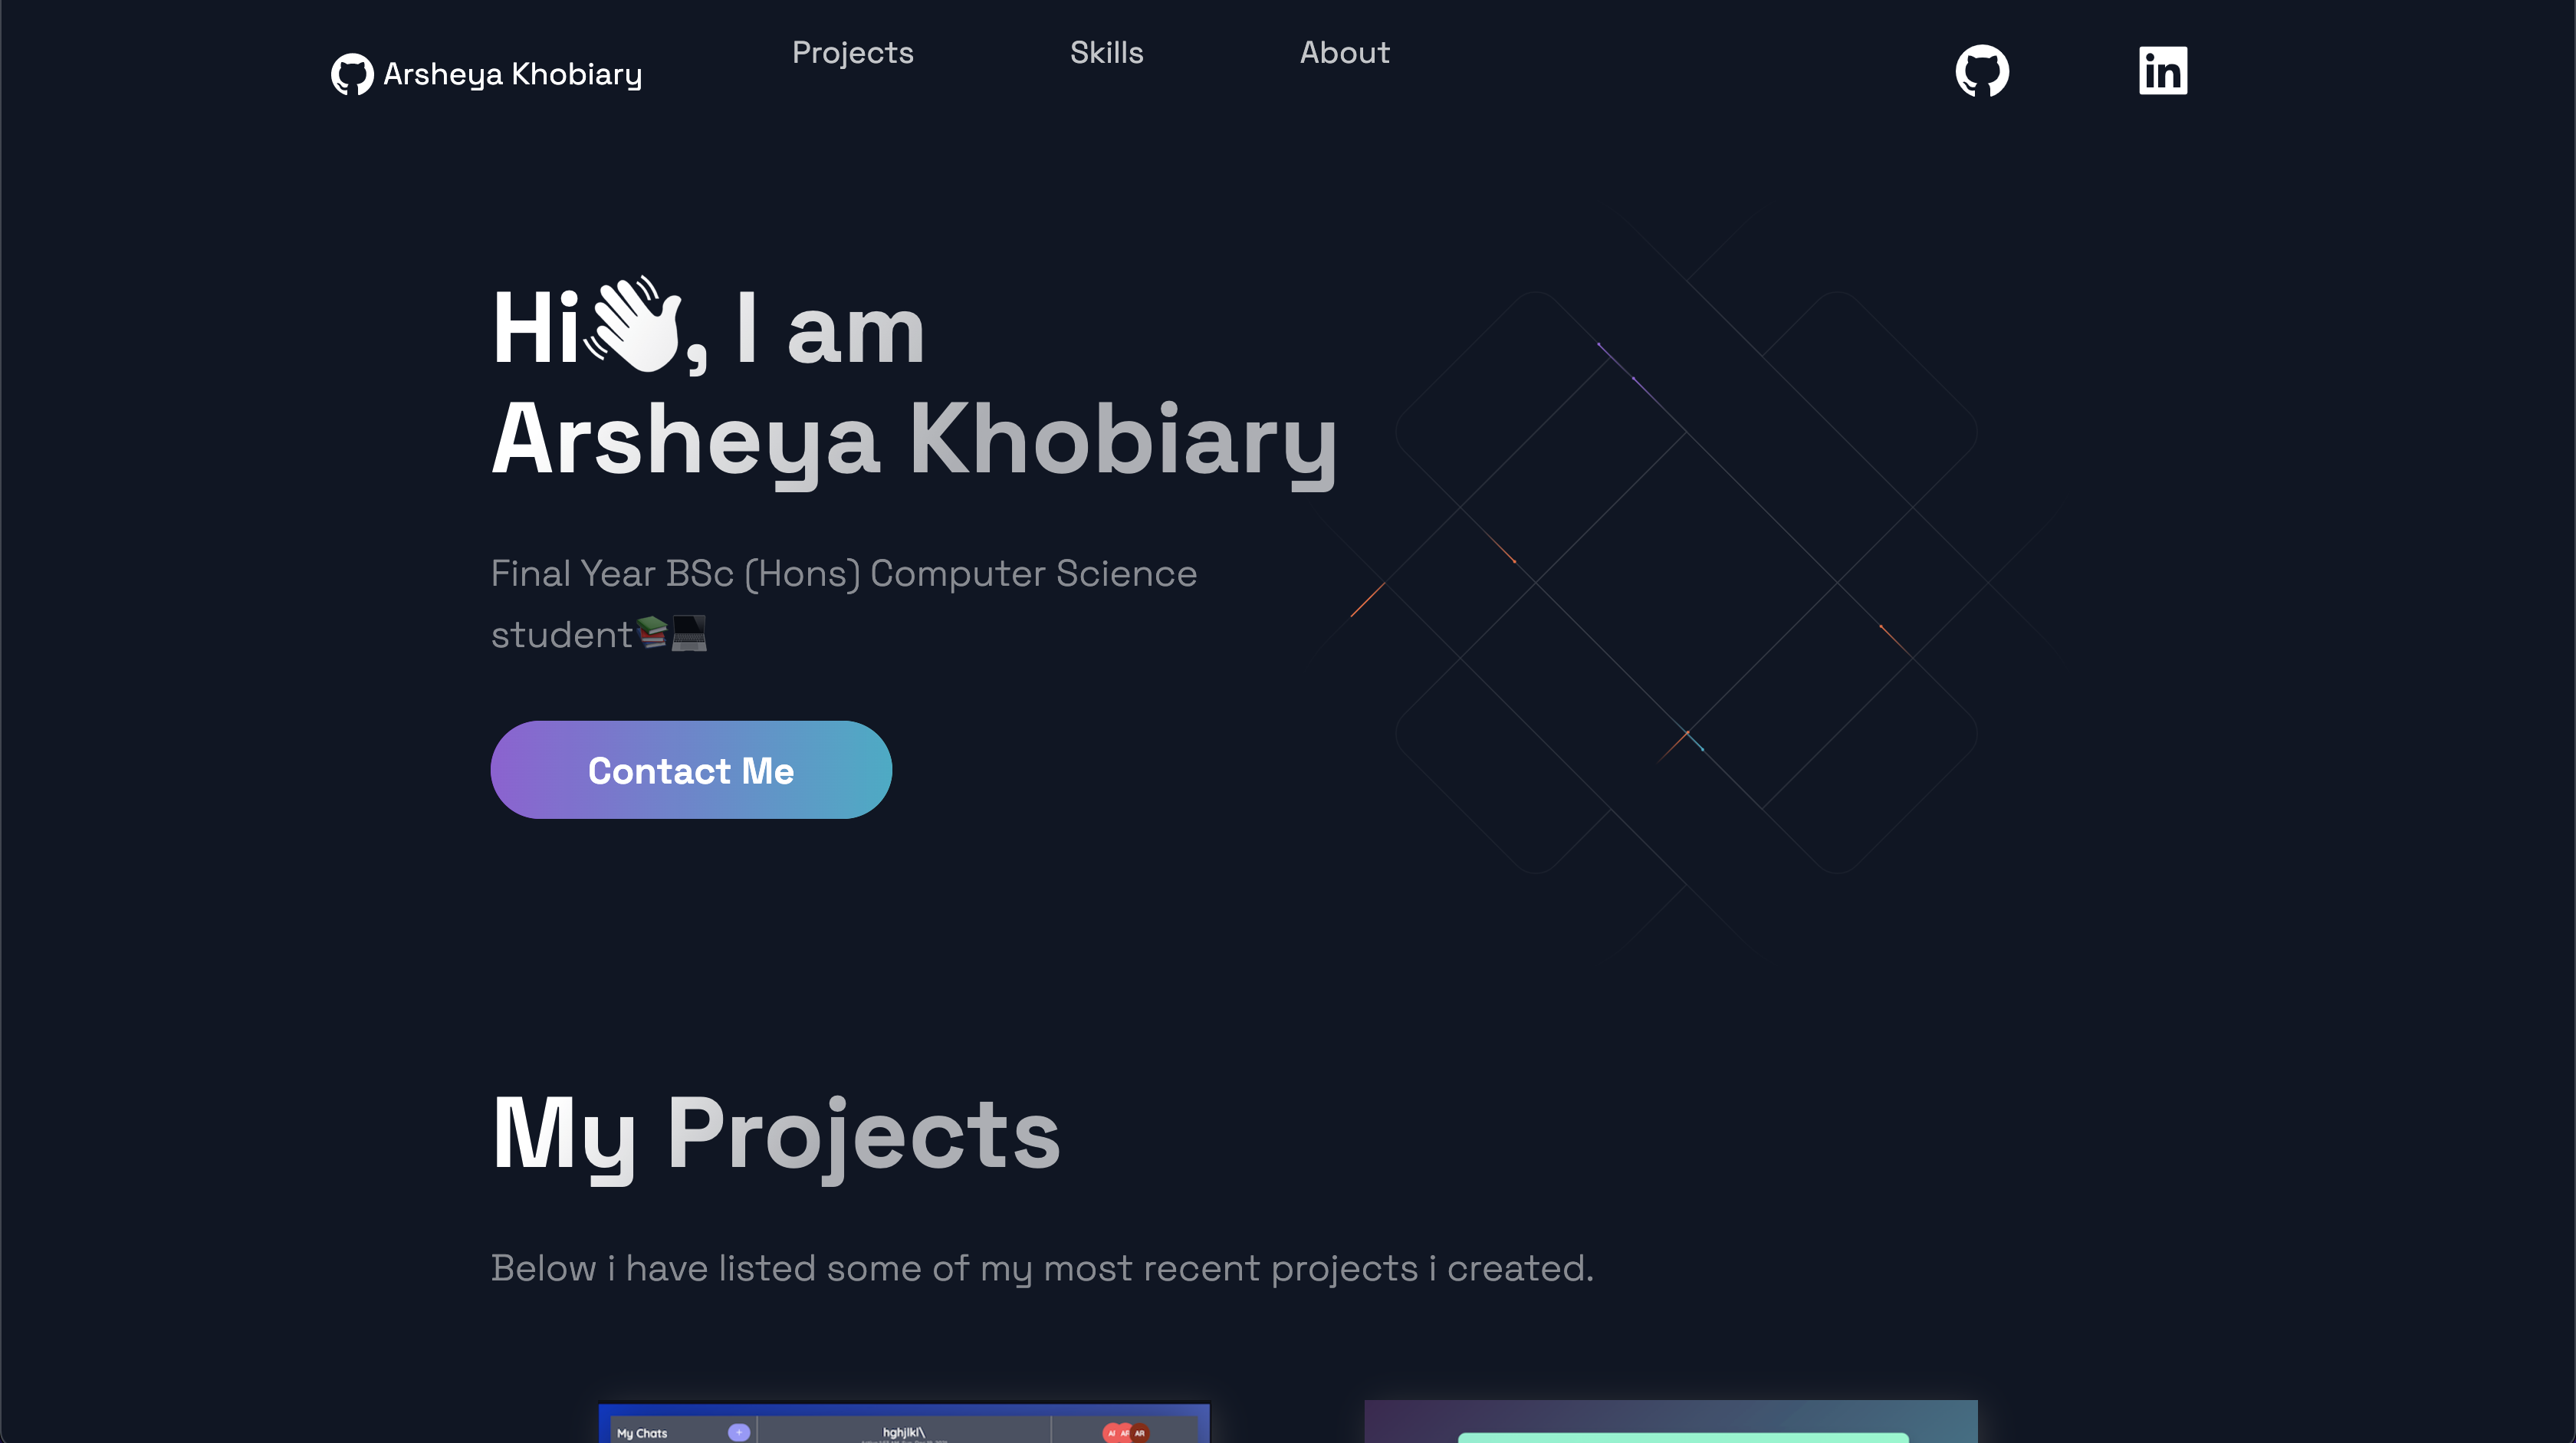 Arsheya Khobiary
Projects
Skills
About
Hi👋, I am
Arsheya Khobiary
Final Year BSc (Hons) Computer Science
student📚💻
Contact Me
My Projects
Below i have listed some of my most recent projects i created.
My Chats
+
AR